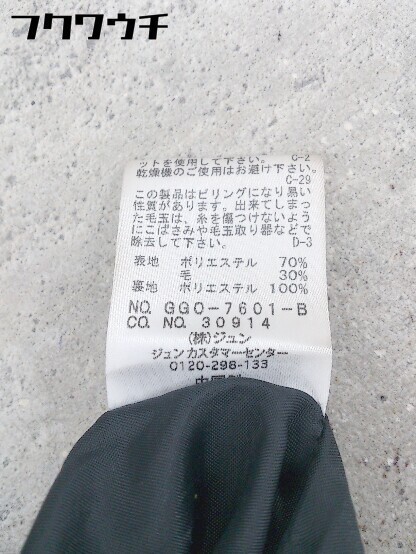 フクワウチ
ットを使用して下さい。 C-2
乾燥機のご使用はお避け下さい。
C-29
この製品はピリングになり易い
性質があります。出来てしまっ
た毛玉は、糸を傷つけないよう
にこばさみや毛玉取り器などで
除去して下さい。 D-3
表地 ポリエステル 70%
毛 30%
裏地 ポリエステル 100%
NO. GGO-7601-B
CO. NO. 30914
(株)ジュン
ジュンカスタマーセンター
0120-298-133
中国製